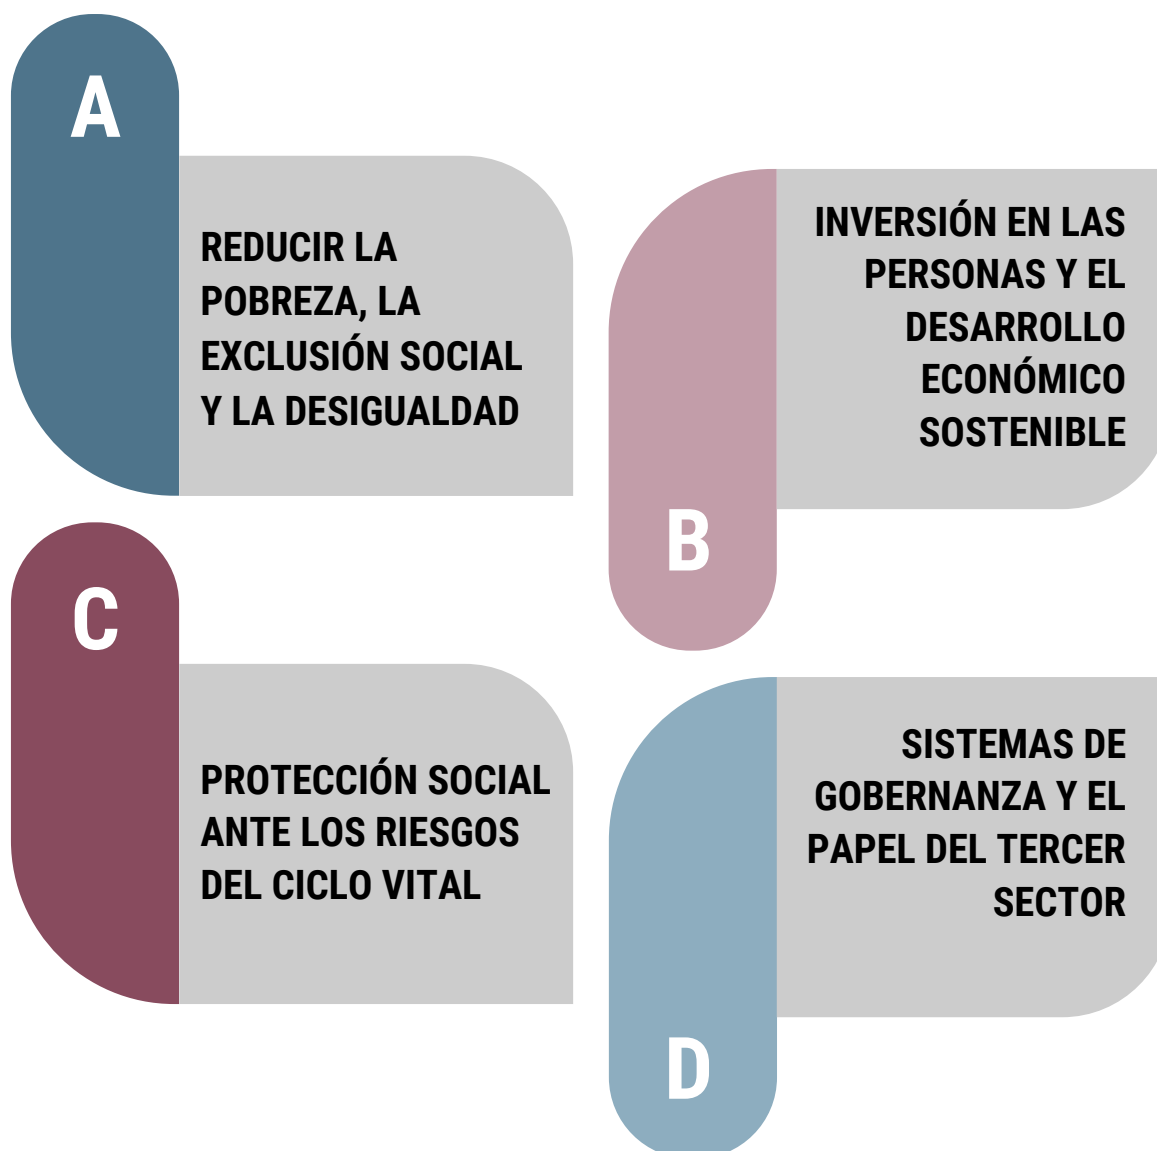 A
REDUCIR LA
POBREZA, LA
EXCLUSIÓN SOCIAL
Y LA DESIGUALDAD
INVERSIÓN EN LAS
PERSONAS Y EL
DESARROLLO
ECONÓMICO
SOSTENIBLE
B
C
PROTECCIÓN SOCIAL
ANTE LOS RIESGOS
DEL CICLO VITAL
SISTEMAS DE
GOBERNANZA Y EL
PAPEL DEL TERCER
SECTOR
D